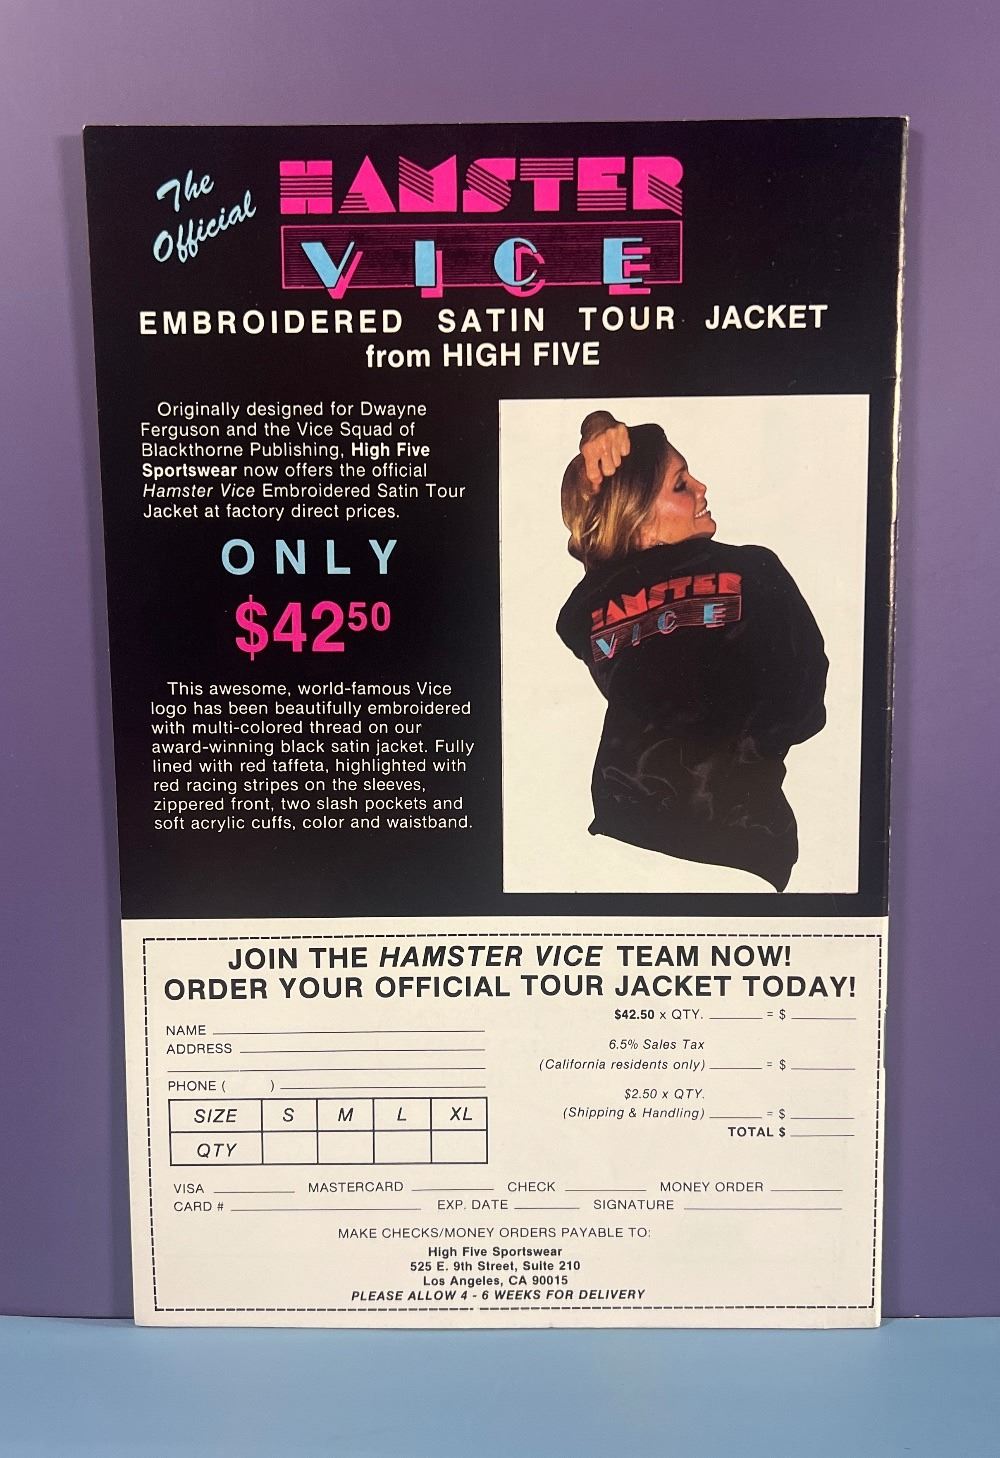 The
Official
HAMSTER
VICE
EMBROIDERED SATIN TOUR JACKET
from HIGH FIVE
Originally designed for Dwayne
Ferguson and the Vice Squad of
Blackthorne Publishing, High Five
Sportswear now offers the official
Hamster Vice Embroidered Satin Tour
Jacket at factory direct prices.
ONLY
$42 50
This awesome, world-famous Vice
logo has been beautifully embroidered
with multi-colored thread on our
award-winning black satin jacket. Fully
lined with red taffeta, highlighted with
red racing stripes on the sleeves,
zippered front, two slash pockets and
soft acrylic cuffs, color and waistband.
HAMSTER
VICE
JOIN THE HAMSTER VICE TEAM NOW!
ORDER YOUR OFFICIAL TOUR JACKET TODAY!
NAME
ADDRESS
PHONE ( )
SIZE S M L XL
QTY
$42.50 x QTY. = $
6.5% Sales Tax
(California residents only) = $
$2.50 x QTY.
(Shipping & Handling) = $
TOTAL $
VISA MASTERCARD CHECK MONEY ORDER
CARD # EXP. DATE SIGNATURE
MAKE CHECKS/MONEY ORDERS PAYABLE TO:
High Five Sportswear
525 E. 9th Street, Suite 210
Los Angeles, CA 90015
PLEASE ALLOW 4 - 6 WEEKS FOR DELIVERY